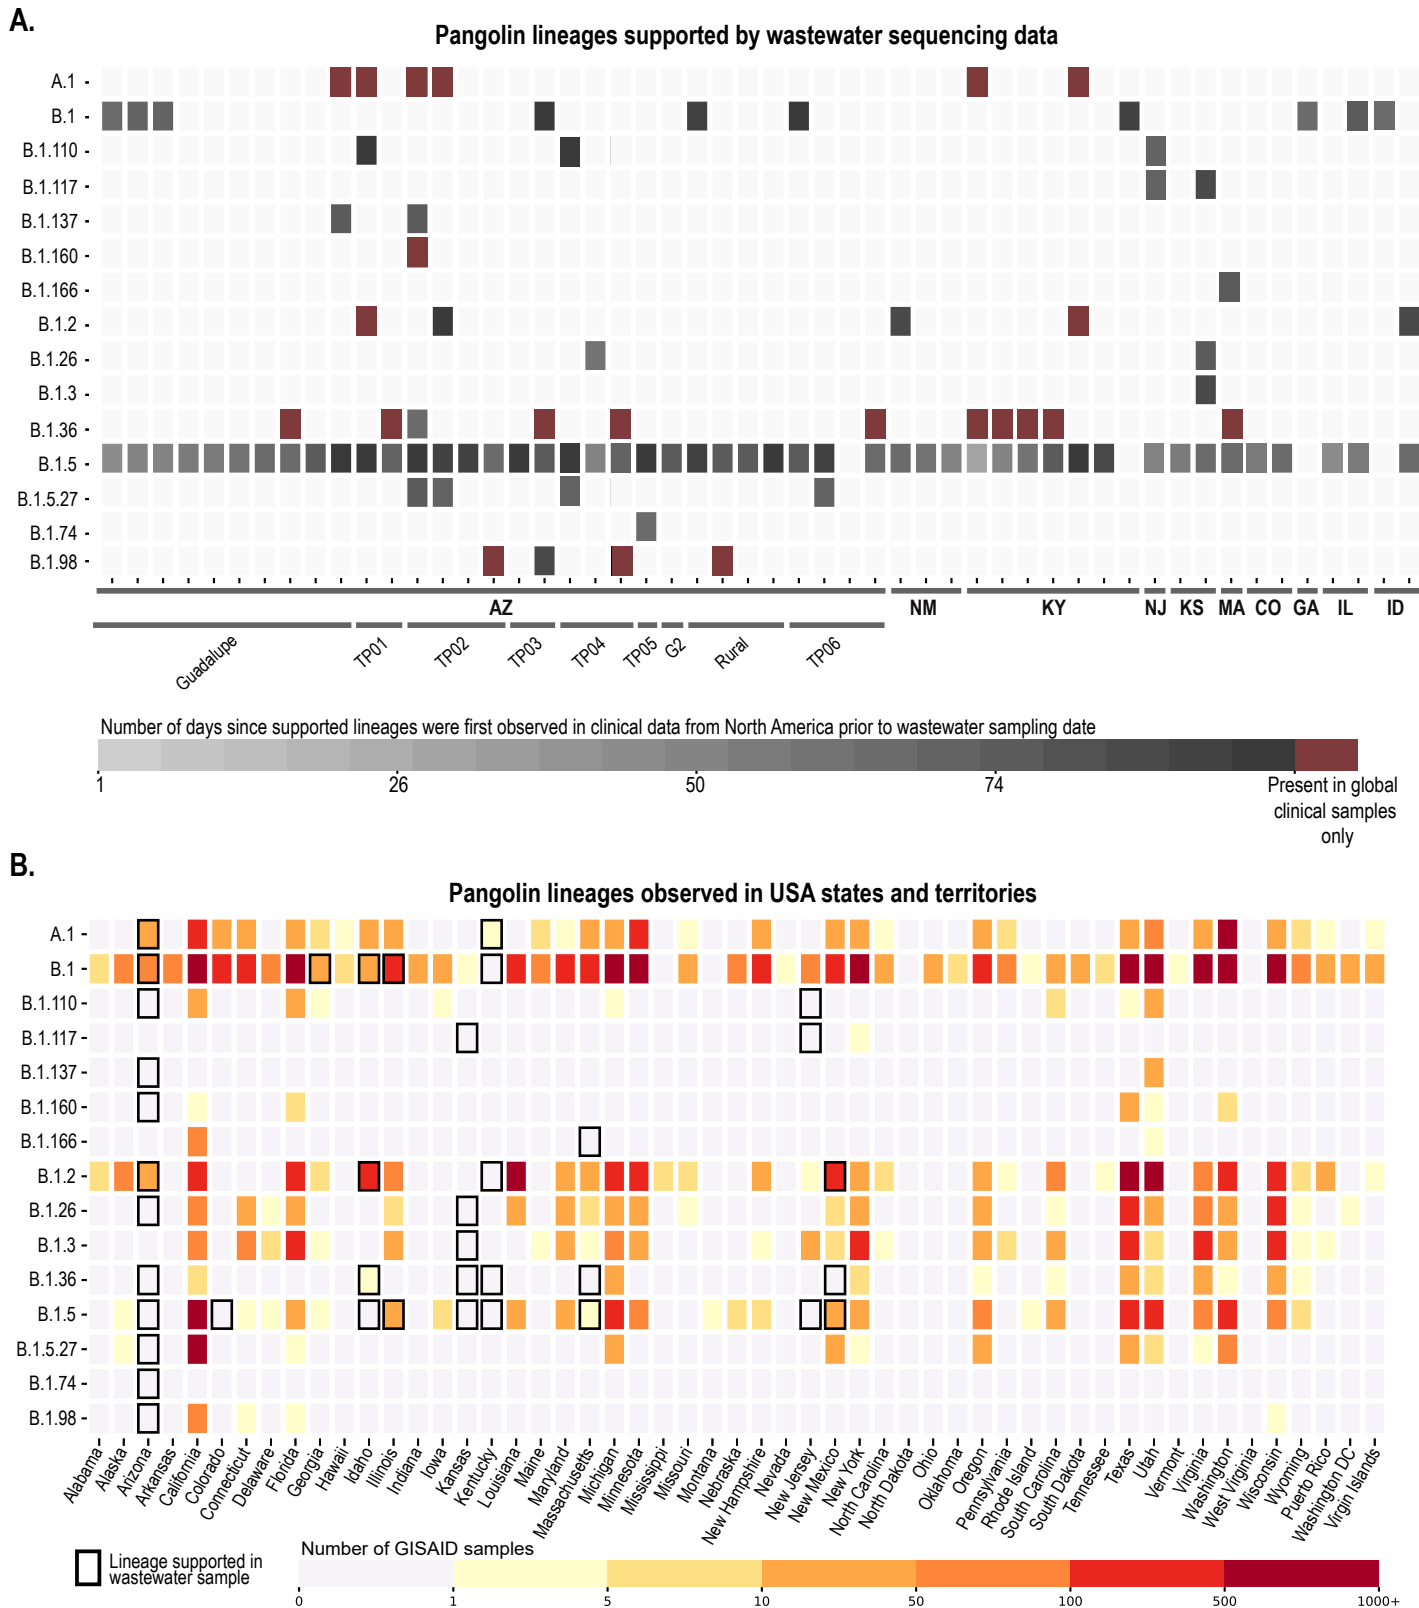 A.
Pangolin lineages supported by wastewater sequencing data
A.1
B.1
B.1.110
B.1.117
B.1.137
B.1.160
B.1.166
B.1.2
B.1.26
B.1.3
B.1.36
B.1.5
B.1.5.27
B.1.74
B.1.98
AZ NM KY NJ KS MA CO GA IL ID
Guadalupe TP01 TP02 TP03 TP04 TP05 G2 Rural TP06
Number of days since supported lineages were first observed in clinical data from North America prior to wastewater sampling date
1 26 50 74 Present in global
clinical samples
only
B.
Pangolin lineages observed in USA states and territories
A.1
B.1
B.1.110
B.1.117
B.1.137
B.1.160
B.1.166
B.1.2
B.1.26
B.1.3
B.1.36
B.1.5
B.1.5.27
B.1.74
B.1.98
Alabama Alaska Arizona Arkansas California Colorado Connecticut Delaware Florida Georgia Hawaii Idaho Illinois Indiana Iowa Kansas Kentucky Louisiana Maine Maryland Massachusetts Michigan Minnesota Mississippi Missouri Montana Nebraska New Hampshire Nevada New Jersey New Mexico New York North Carolina North Dakota Ohio Oklahoma Oregon Pennsylvania Rhode Island South Carolina South Dakota Tennessee Texas Utah Vermont Virginia Washington West Virginia Wisconsin Wyoming Puerto Rico Washington DC Virgin Islands
Lineage supported in
wastewater sample
Number of GISAID samples
0 1 5 10 50 100 500 1000+